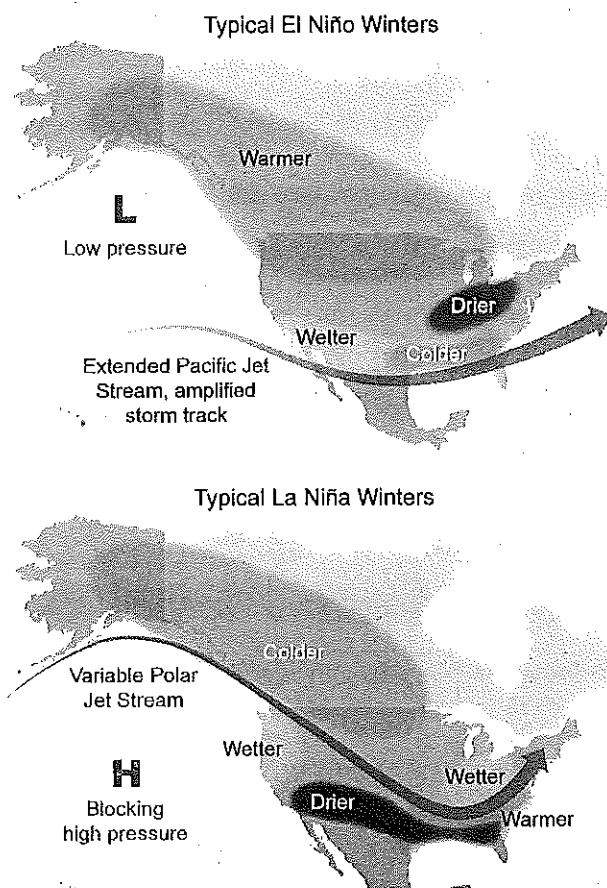 Typical El Niño Winters
Warmer
L
Low pressure
Drier
Wetter
Colder
Extended Pacific Jet
Stream, amplified
storm track
Typical La Niña Winters
Colder
Variable Polar
Jet Stream
Wetter
H
Wetter
Blocking
high pressure
Drier
Warmer